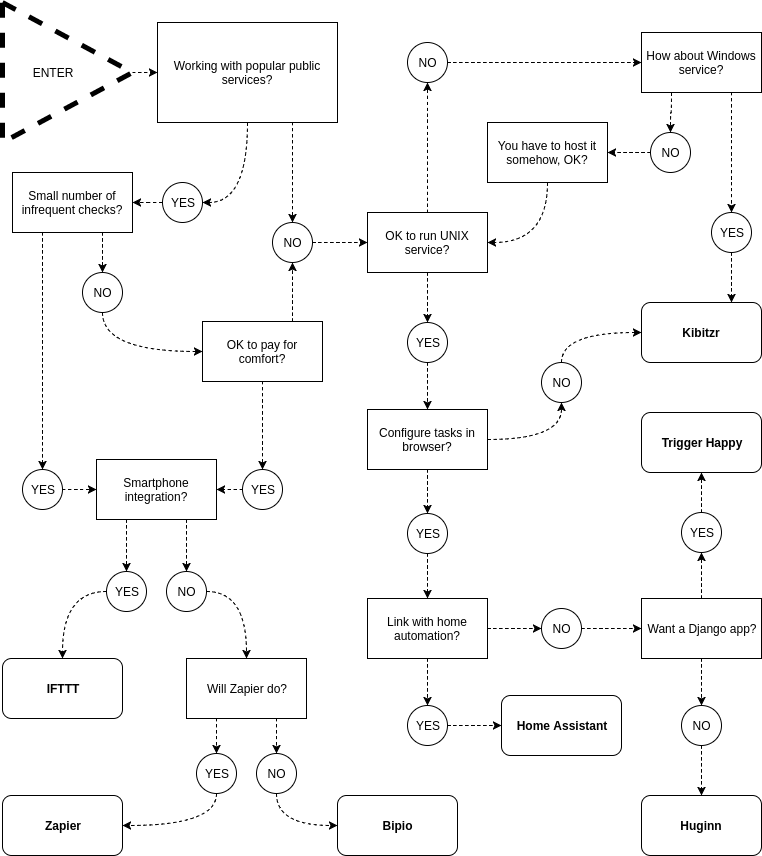 ENTER
Working with popular public
services?
NO
How about Windows
service?
You have to host it
somehow, OK?
NO
Small number of
infrequent checks?
YES
NO
OK to run UNIX
service?
YES
NO
OK to pay for
comfort?
YES
Kibitzr
NO
Configure tasks in
browser?
Trigger Happy
YES
Smartphone
integration?
YES
YES
YES
YES
NO
Link with home
automation?
NO
Want a Django app?
IFTTT
Will Zapier do?
YES
Home Assistant
NO
YES
NO
Zapier
Bipio
Huginn